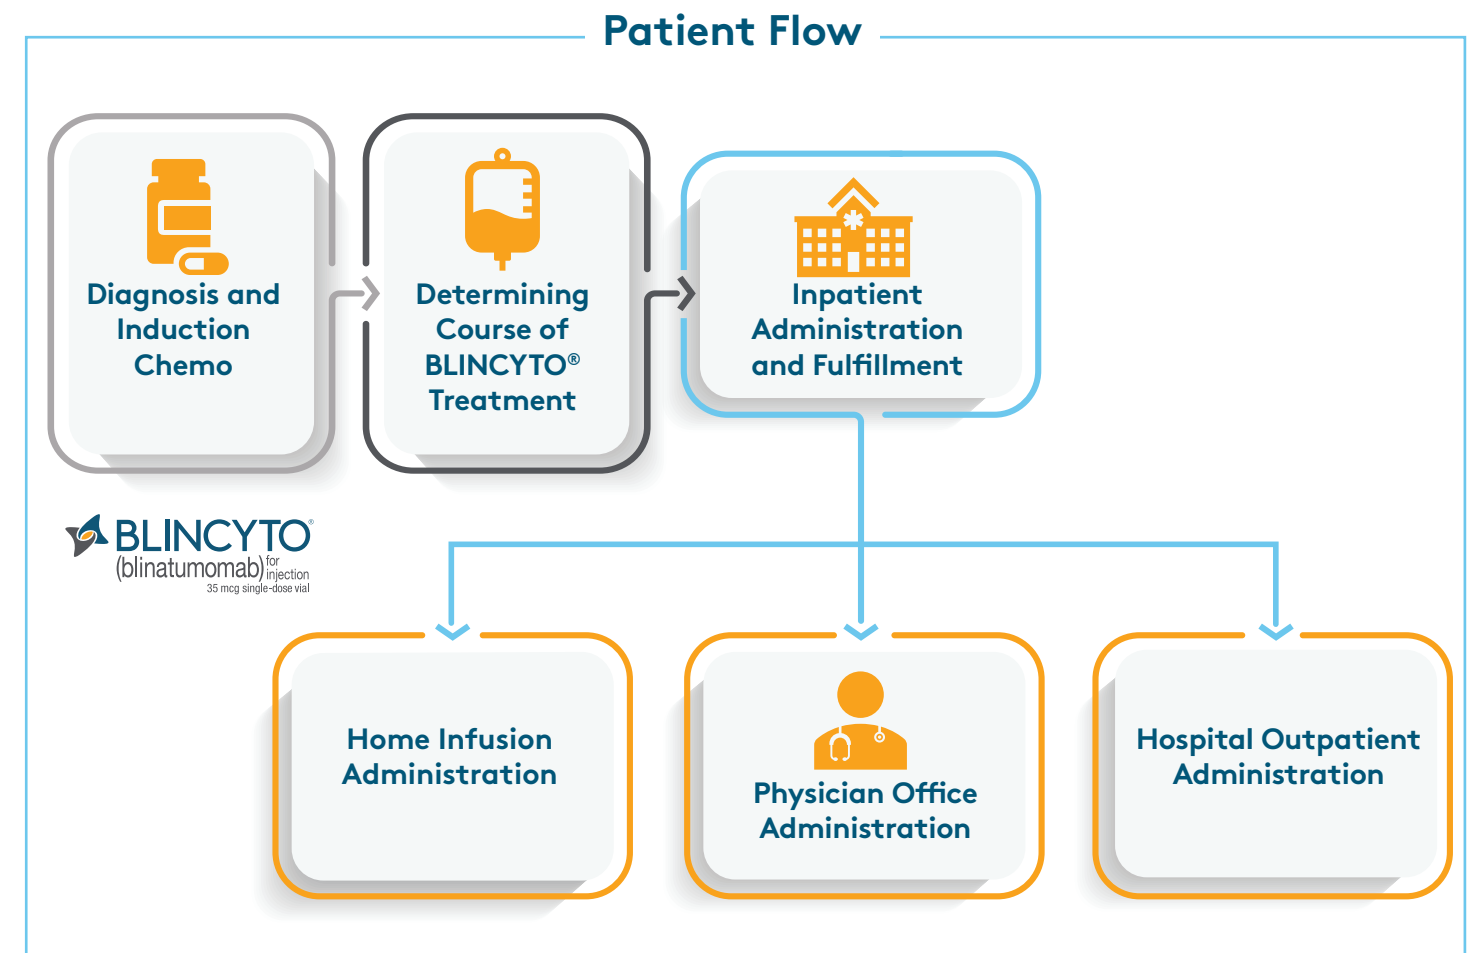 Patient Flow
Diagnosis and
Induction
Chemo
Determining
Course of
BLINCYTO®
Treatment
Inpatient
Administration
and Fulfillment
BLINCYTO®
(blinatumomab) for
injection
35 mcg single-dose vial
Home Infusion
Administration
Physician Office
Administration
Hospital Outpatient
Administration